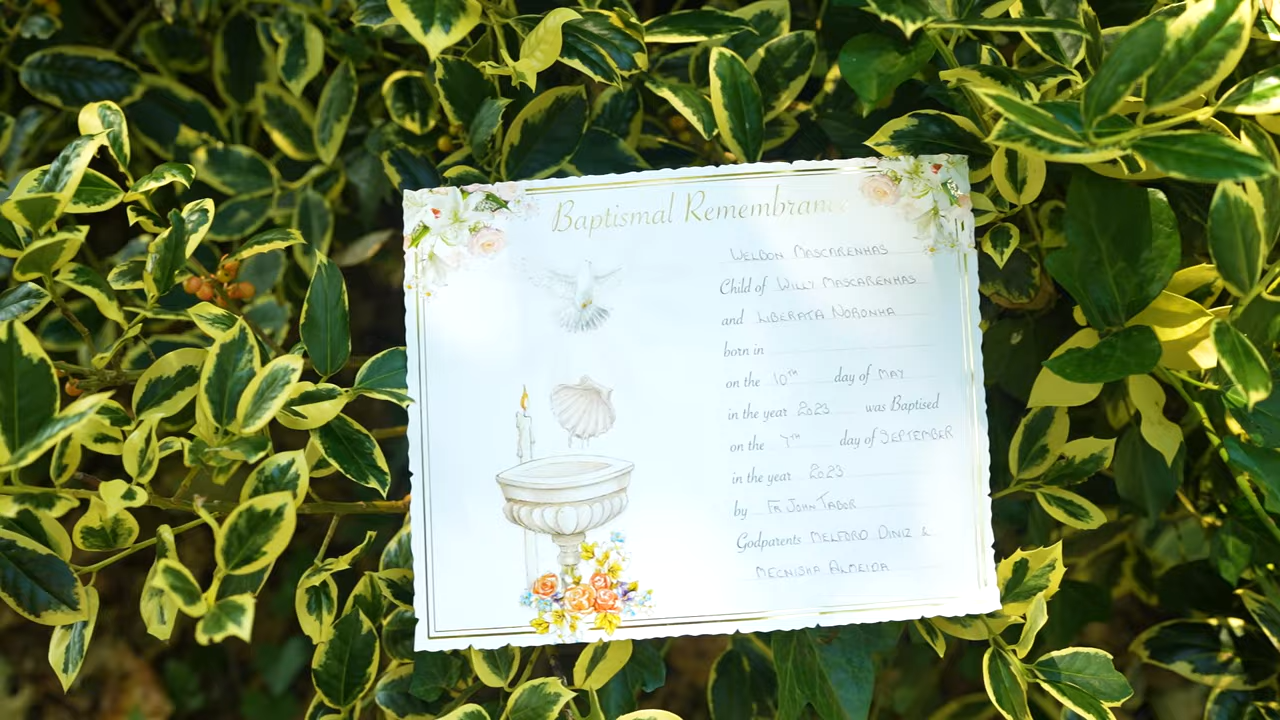 Baptismal Remembrance
WELDON MASCARENHAS
Child of WILLY MASCARENHAS
and LIBERATA NORONHA
born in
on the 10TH day of MAY
in the year 2023 was Baptised
on the 7TH day of SEPTEMBER
in the year 2023
by FR JOHN TABOR
Godparents MELFORD DINIZ &
MECNISHA ALMEIDA